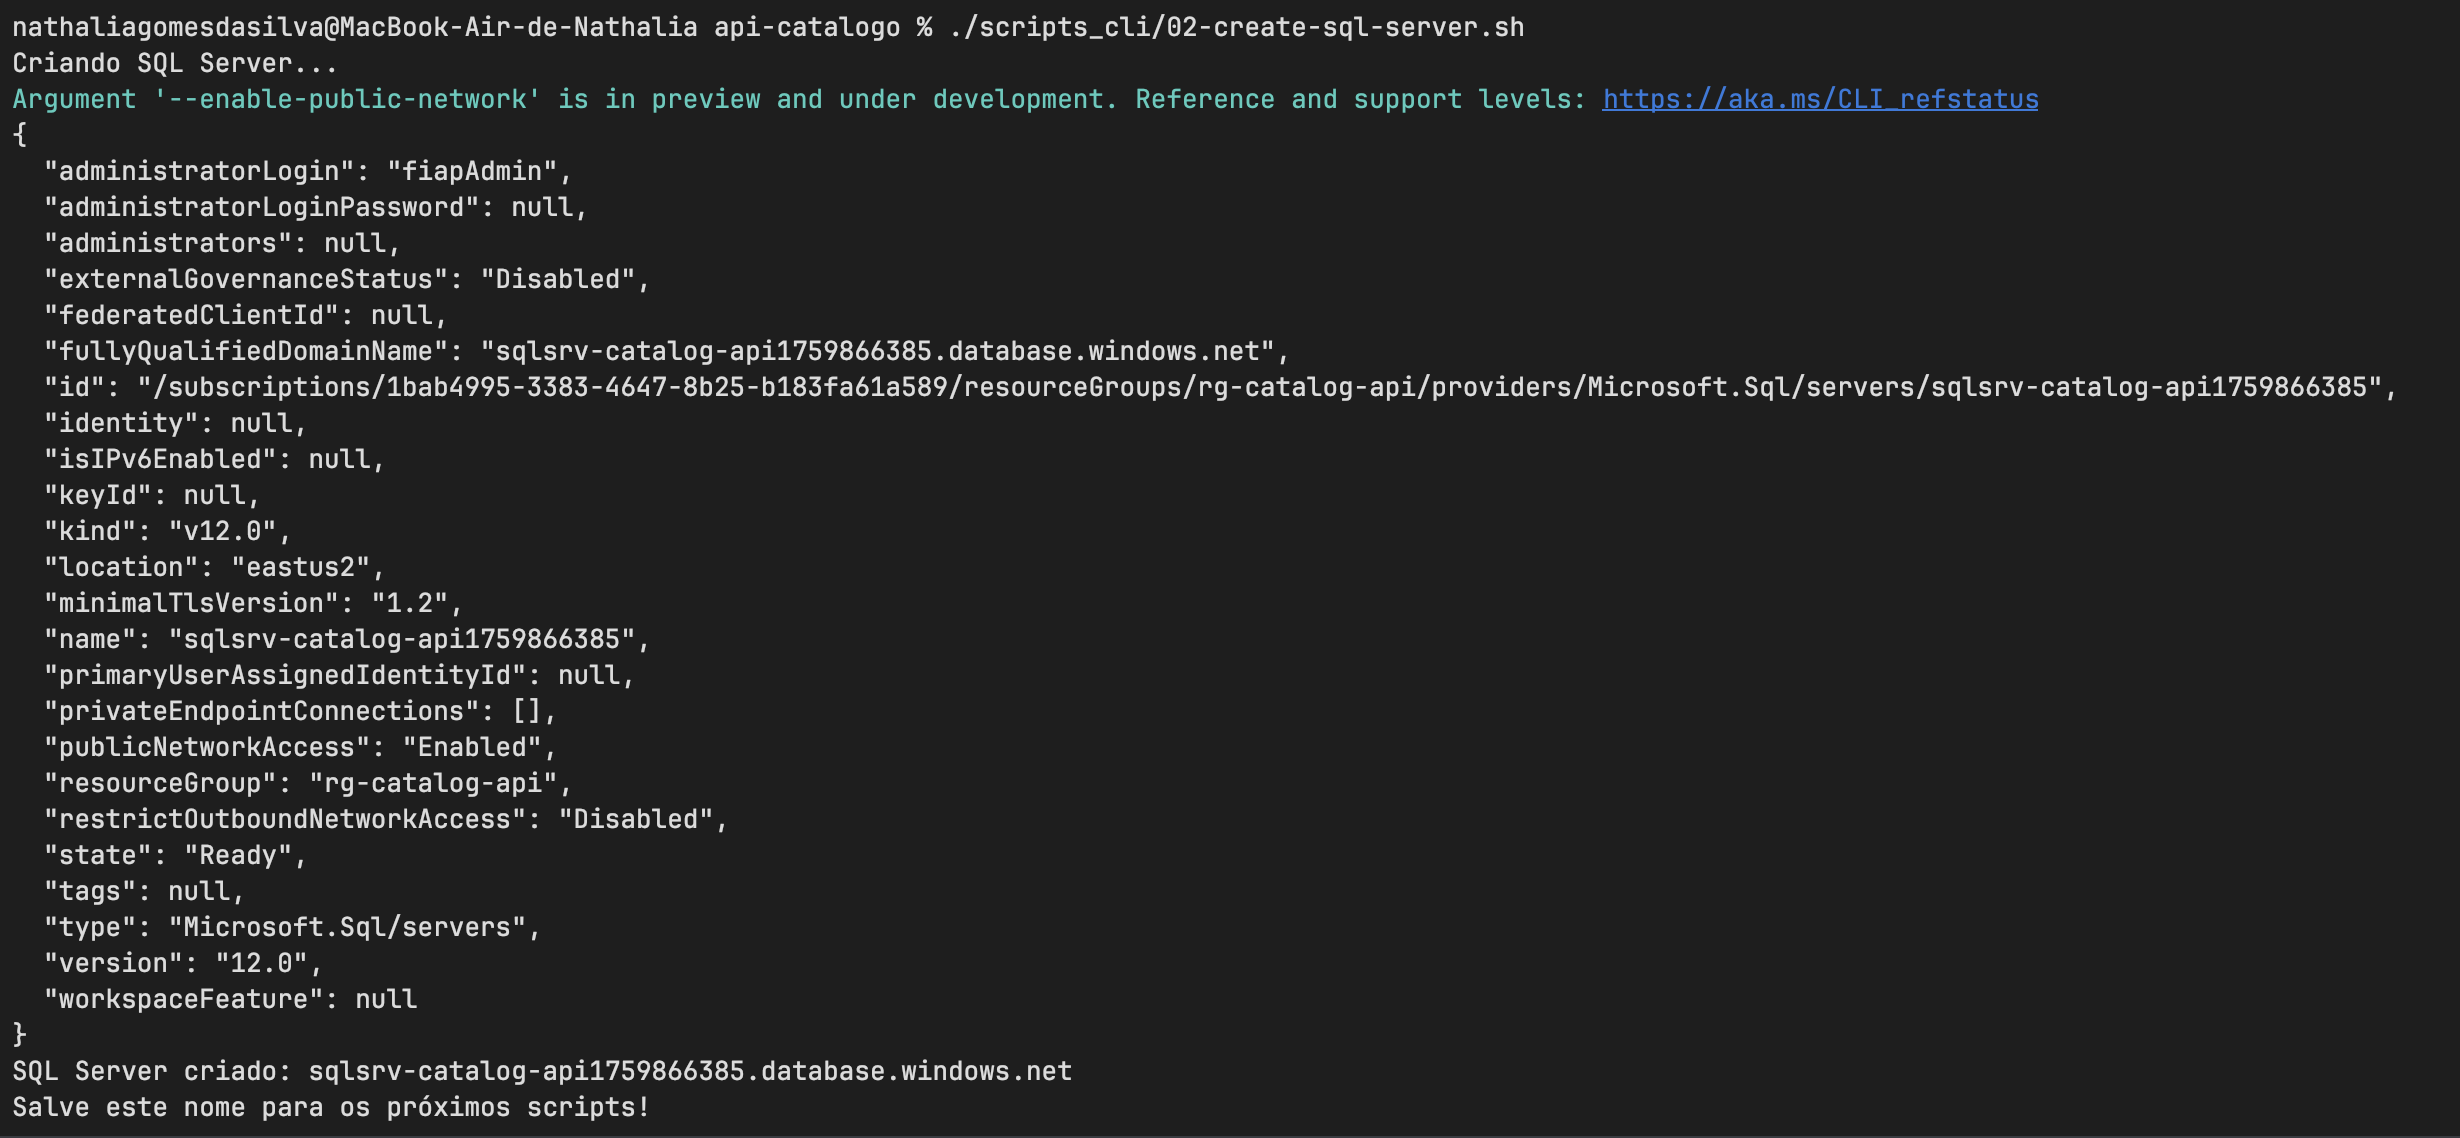 nathaliagomesdasilva@MacBook-Air-de-Nathalia api-catalogo % ./scripts_cli/02-create-sql-server.sh
Criando SQL Server...
Argument '--enable-public-network' is in preview and under development. Reference and support levels: https://aka.ms/CLI_refstatus
{
  "administratorLogin": "fiapAdmin",
  "administratorLoginPassword": null,
  "administrators": null,
  "externalGovernanceStatus": "Disabled",
  "federatedClientId": null,
  "fullyQualifiedDomainName": "sqlsrv-catalog-api1759866385.database.windows.net",
  "id": "/subscriptions/1bab4995-3383-4647-8b25-b183fa61a589/resourceGroups/rg-catalog-api/providers/Microsoft.Sql/servers/sqlsrv-catalog-api1759866385",
  "identity": null,
  "isIPv6Enabled": null,
  "keyId": null,
  "kind": "v12.0",
  "location": "eastus2",
  "minimalTlsVersion": "1.2",
  "name": "sqlsrv-catalog-api1759866385",
  "primaryUserAssignedIdentityId": null,
  "privateEndpointConnections": [],
  "publicNetworkAccess": "Enabled",
  "resourceGroup": "rg-catalog-api",
  "restrictOutboundNetworkAccess": "Disabled",
  "state": "Ready",
  "tags": null,
  "type": "Microsoft.Sql/servers",
  "version": "12.0",
  "workspaceFeature": null
}
SQL Server criado: sqlsrv-catalog-api1759866385.database.windows.net
Salve este nome para os próximos scripts!